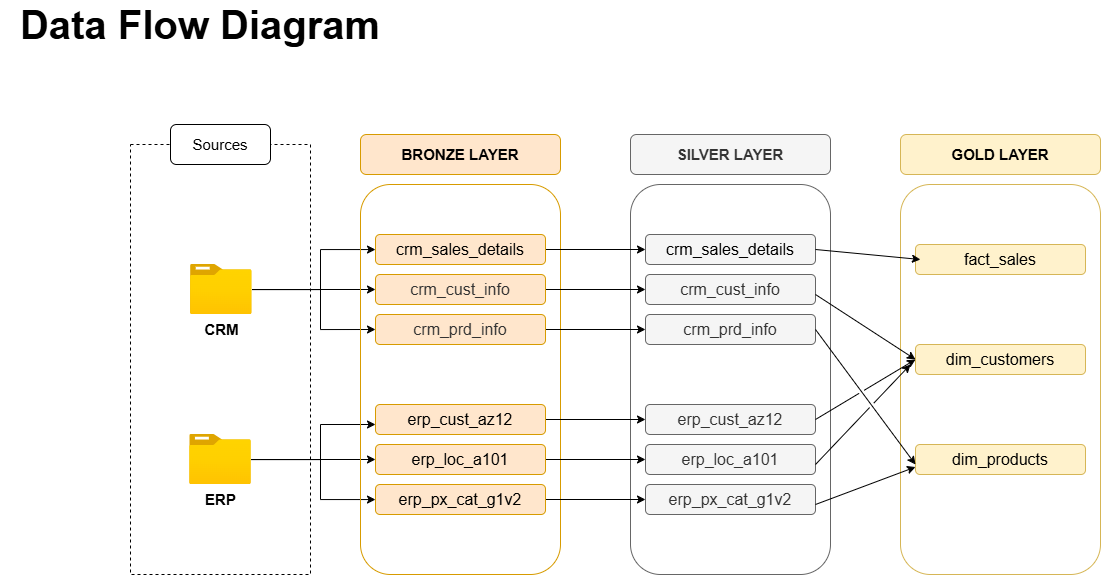 Data Flow Diagram
Sources
BRONZE LAYER
SILVER LAYER
GOLD LAYER
crm_sales_details
crm_sales_details
fact_sales
crm_cust_info
crm_cust_info
CRM
crm_prd_info
crm_prd_info
dim_customers
erp_cust_az12
erp_cust_az12
erp_loc_a101
erp_loc_a101
dim_products
ERP
erp_px_cat_g1v2
erp_px_cat_g1v2